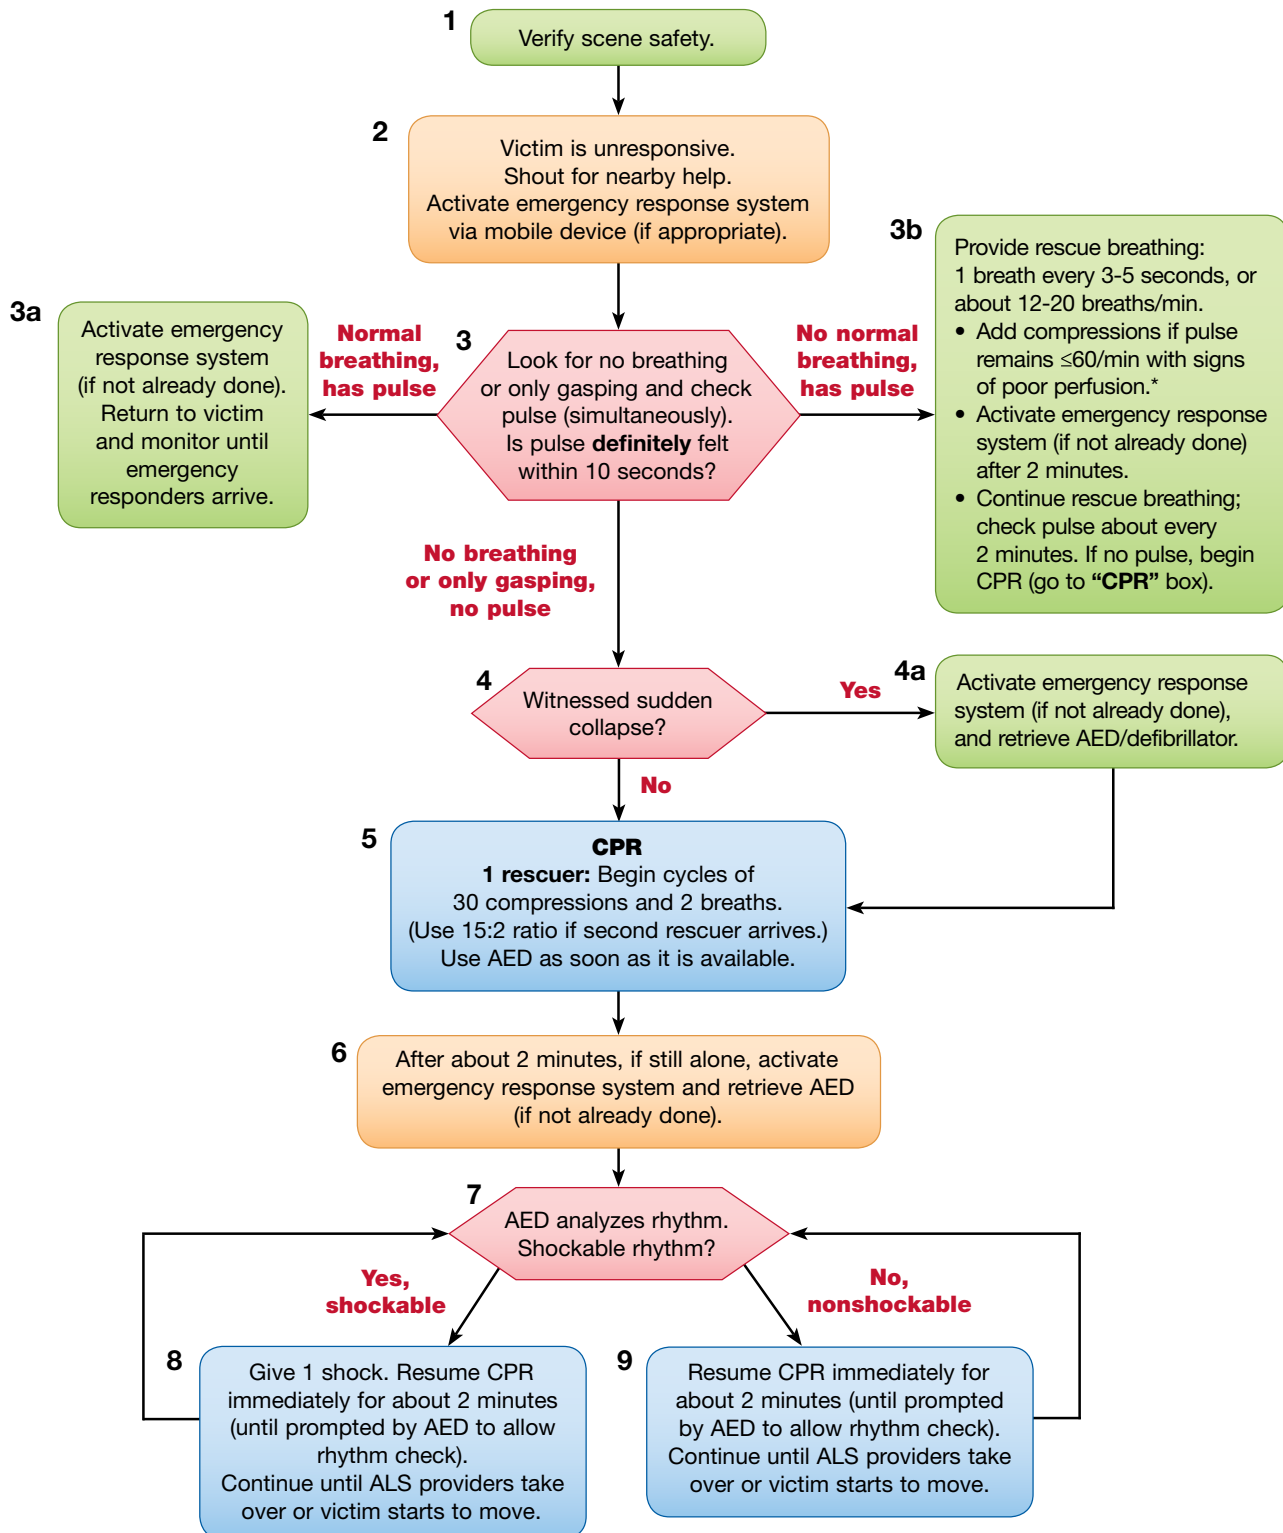 1
Verify scene safety.
2
Victim is unresponsive.
Shout for nearby help.
Activate emergency response system
via mobile device (if appropriate).
3a
Activate emergency
response system
(if not already done).
Return to victim
and monitor until
emergency
responders arrive.
Normal
breathing,
has pulse
3
Look for no breathing
or only gasping and check
pulse (simultaneously).
Is pulse definitely felt
within 10 seconds?
No normal
breathing,
has pulse
3b
Provide rescue breathing:
1 breath every 3-5 seconds, or
about 12-20 breaths/min.
• Add compressions if pulse
remains ≤60/min with signs
of poor perfusion.*
• Activate emergency response
system (if not already done)
after 2 minutes.
• Continue rescue breathing;
check pulse about every
2 minutes. If no pulse, begin
CPR (go to “CPR” box).
No breathing
or only gasping,
no pulse
4
Witnessed sudden
collapse?
Yes
4a
Activate emergency response
system (if not already done),
and retrieve AED/defibrillator.
No
5
CPR
1 rescuer: Begin cycles of
30 compressions and 2 breaths.
(Use 15:2 ratio if second rescuer arrives.)
Use AED as soon as it is available.
6
After about 2 minutes, if still alone, activate
emergency response system and retrieve AED
(if not already done).
7
AED analyzes rhythm.
Shockable rhythm?
Yes,
shockable
No,
nonshockable
8
Give 1 shock. Resume CPR
immediately for about 2 minutes
(until prompted by AED to allow
rhythm check).
Continue until ALS providers take
over or victim starts to move.
9
Resume CPR immediately for
about 2 minutes (until prompted
by AED to allow rhythm check).
Continue until ALS providers take
over or victim starts to move.